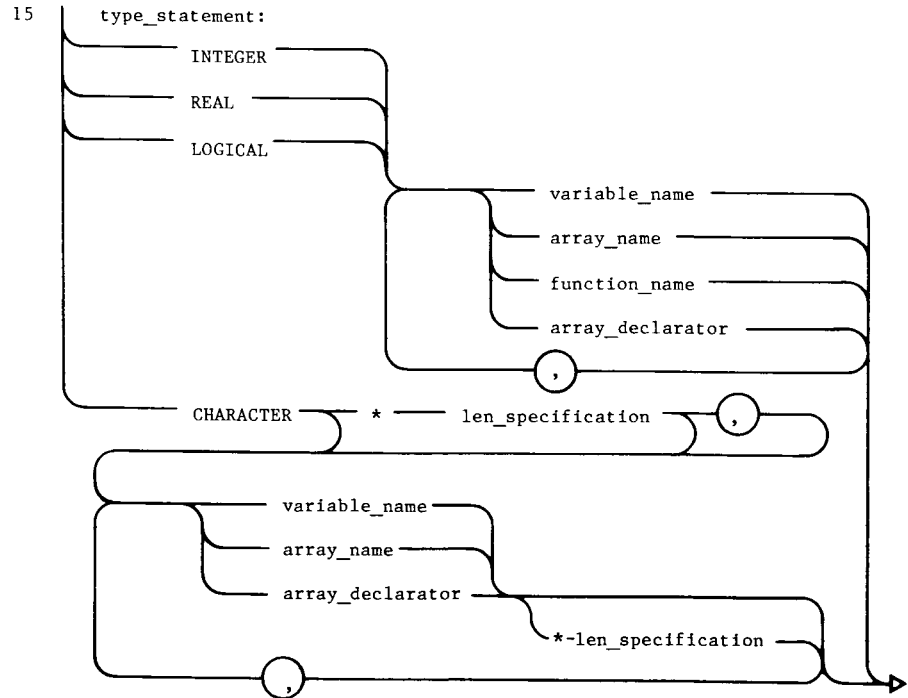 15 type_statement:
INTEGER
REAL
LOGICAL
variable_name
array_name
function_name
array_declarator
,
CHARACTER * len_specification ,
variable_name
array_name
array_declarator
*-len_specification
,